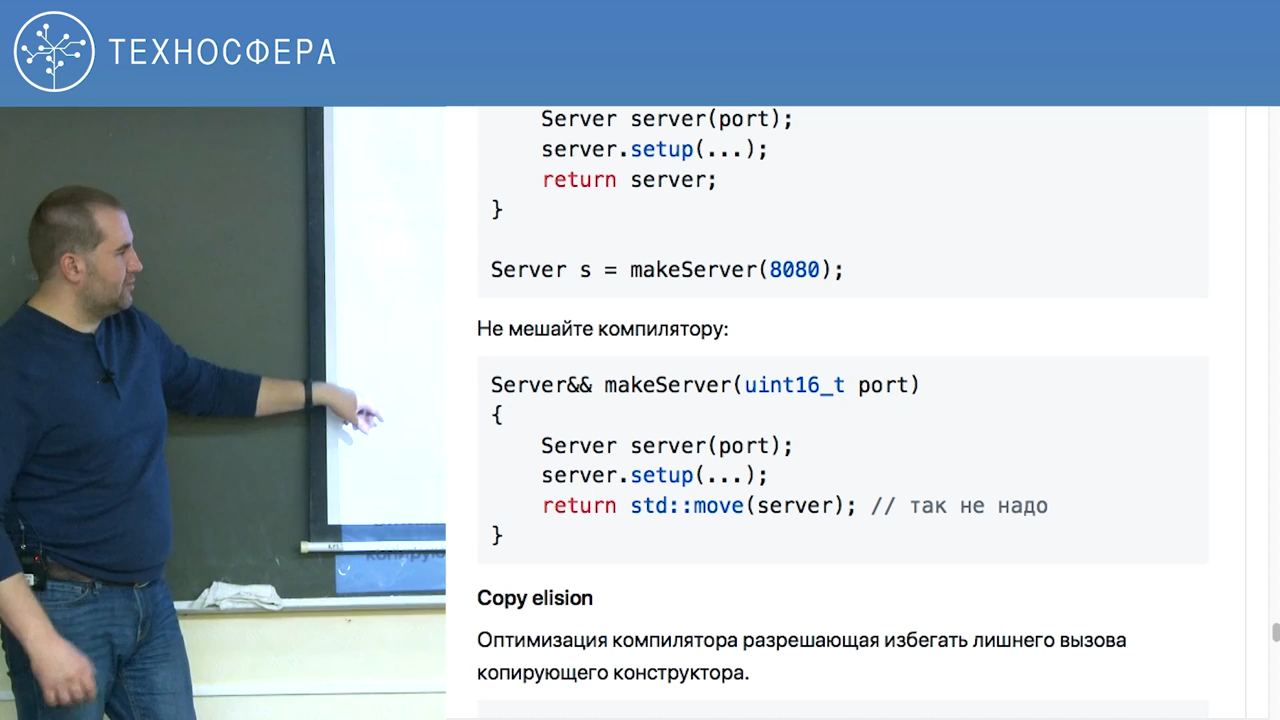 ТЕХНОСФЕРА
Server server(port);
server.setup(...);
return server;
}
Server s = makeServer(8080);
Не мешайте компилятору:
Server&& makeServer(uint16_t port)
{
Server server(port);
server.setup(...);
return std::move(server); // так не надо
}
Copy elision
Оптимизация компилятора разрешающая избегать лишнего вызова
копирующего конструктора.